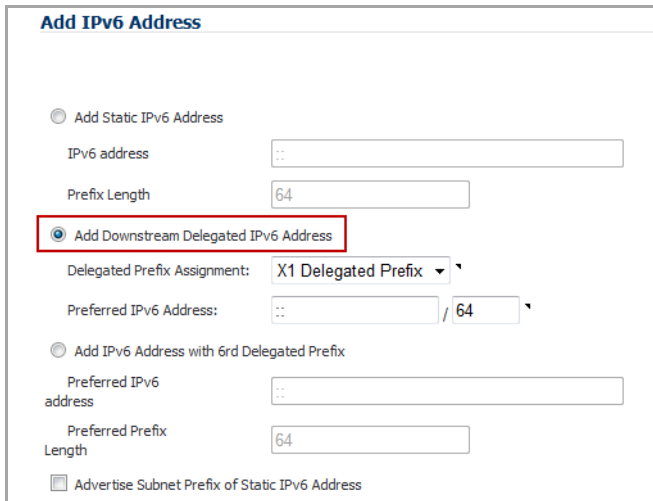 Add IPv6 Address
Add Static IPv6 Address
IPv6 address ::
Prefix Length 64
Add Downstream Delegated IPv6 Address
Delegated Prefix Assignment: X1 Delegated Prefix
Preferred IPv6 Address: :: / 64
Add IPv6 Address with 6rd Delegated Prefix
Preferred IPv6
address ::
Preferred Prefix
Length 64
Advertise Subnet Prefix of Static IPv6 Address